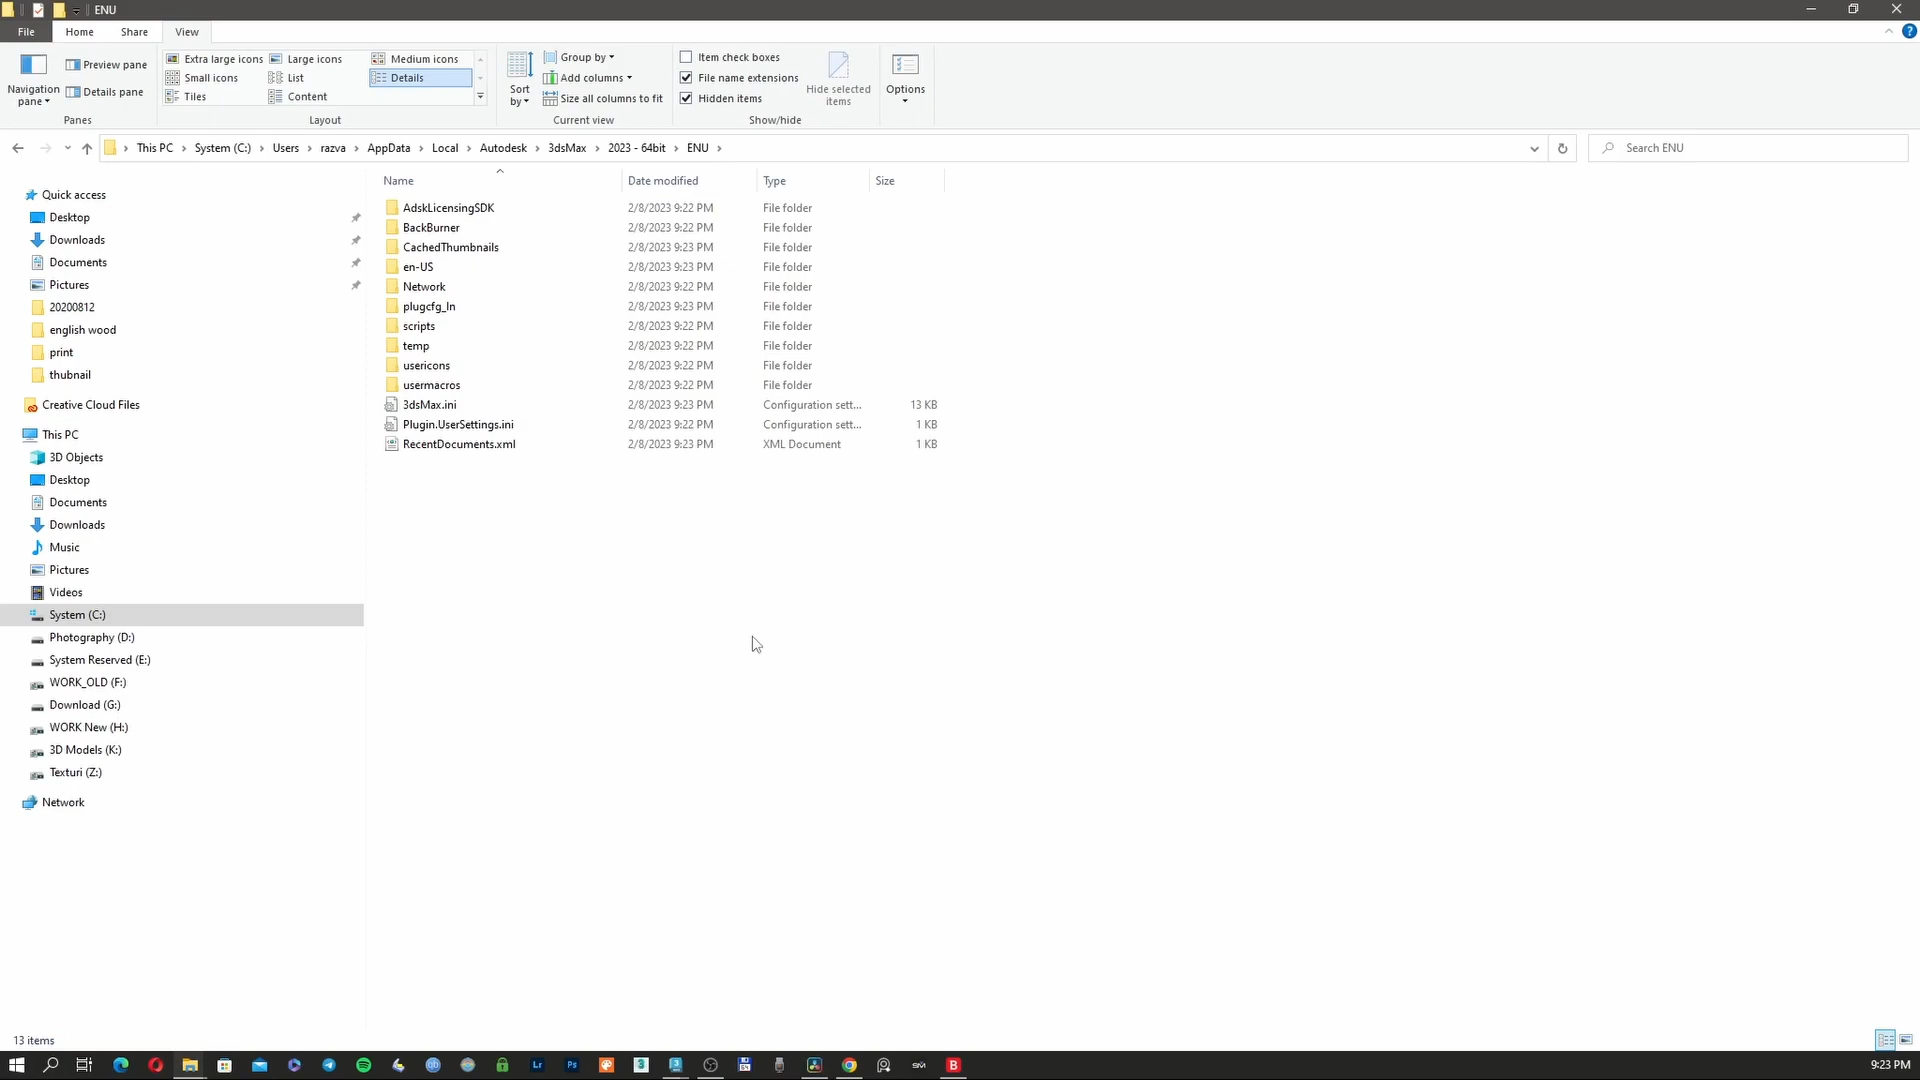 ENU
File Home Share View
Navigation pane
Preview pane
Details pane
Panes
Extra large icons Large icons Medium icons
Small icons List Details
Tiles Content
Layout
Sort by
Group by
Add columns
Size all columns to fit
Current view
Item check boxes
File name extensions
Hidden items
Hide selected items
Show/hide
Options
This PC › System (C:) › Users › razva › AppData › Local › Autodesk › 3dsMax › 2023 - 64bit › ENU ›
Search ENU
Name Date modified Type Size
AdskLicensingSDK 2/8/2023 9:22 PM File folder
BackBurner 2/8/2023 9:22 PM File folder
CachedThumbnails 2/8/2023 9:23 PM File folder
en-US 2/8/2023 9:23 PM File folder
Network 2/8/2023 9:22 PM File folder
plugcfg_ln 2/8/2023 9:23 PM File folder
scripts 2/8/2023 9:22 PM File folder
temp 2/8/2023 9:22 PM File folder
usericons 2/8/2023 9:22 PM File folder
usermacros 2/8/2023 9:22 PM File folder
3dsMax.ini 2/8/2023 9:23 PM Configuration sett... 13 KB
Plugin.UserSettings.ini 2/8/2023 9:22 PM Configuration sett... 1 KB
RecentDocuments.xml 2/8/2023 9:23 PM XML Document 1 KB
Quick access
Desktop
Downloads
Documents
Pictures
20200812
english wood
print
thubnail
Creative Cloud Files
This PC
3D Objects
Desktop
Documents
Downloads
Music
Pictures
Videos
System (C:)
Photography (D:)
System Reserved (E:)
WORK_OLD (F:)
Download (G:)
WORK New (H:)
3D Models (K:)
Texturi (Z:)
Network
13 items
Lr Ps 3 3 B
9:23 PM